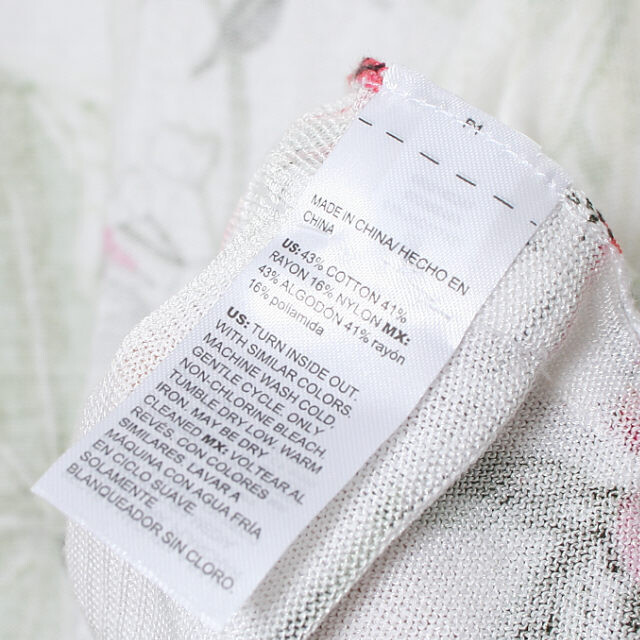 MADE IN CHINA/ HECHO EN
CHINA
US: 43% COTTON 41%
RAYON 16% NYLON MX:
43% ALGODÓN 41% rayón
16% poliamida
US: TURN INSIDE OUT.
WITH SIMILAR COLORS.
MACHINE WASH COLD.
GENTLE CYCLE. ONLY
NON-CHLORINE BLEACH.
TUMBLE DRY LOW. WARM
IRON. MAY BE DRY
CLEANED MX: VOLTEAR AL
REVÉS. CON COLORES
SIMILARES. LAVAR A
MÁQUINA CON AGUA FRÍA
EN CICLO SUAVE.
SOLAMENTE
BLANQUEADOR SIN CLORO.